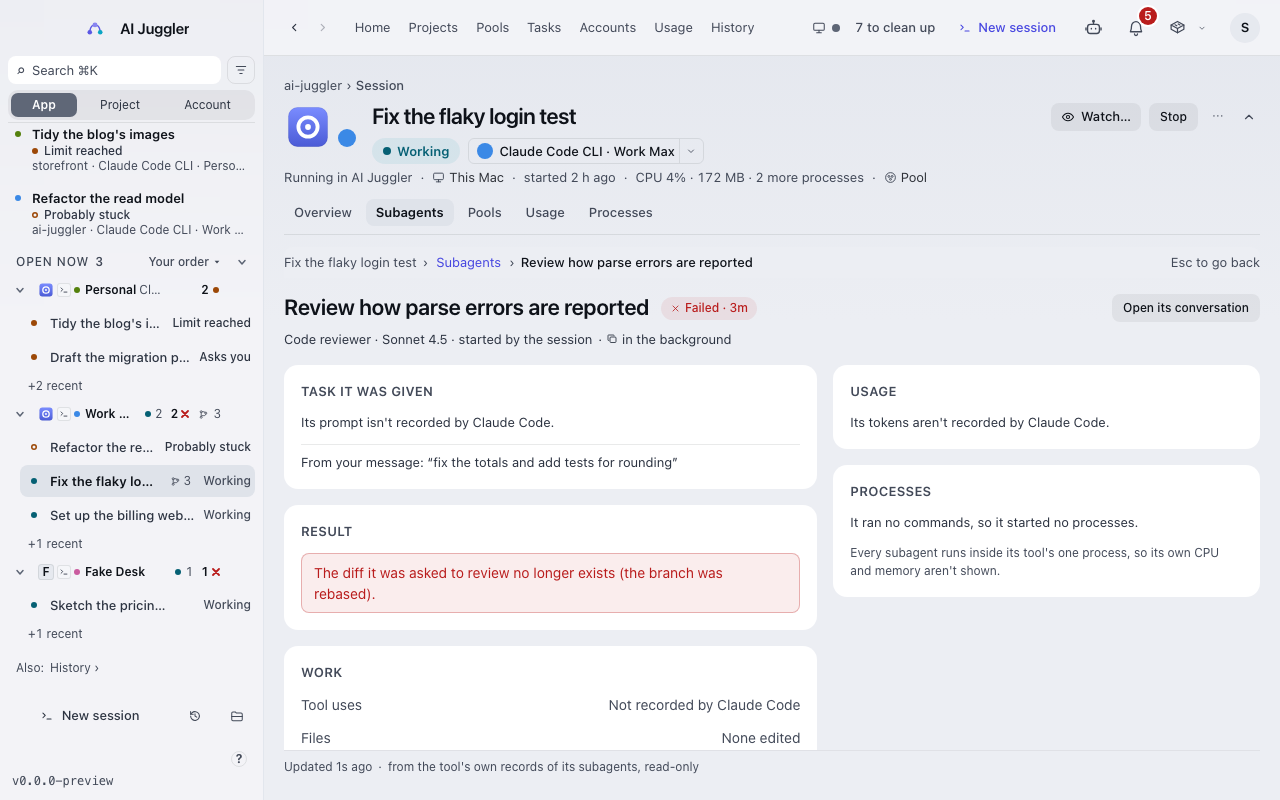 AI Juggler
Search ⌘K
App
Project
Account
Tidy the blog's images
Limit reached
storefront · Claude Code CLI · Perso…
Refactor the read model
Probably stuck
ai-juggler · Claude Code CLI · Work …
OPEN NOW 3
Your order
Personal Cl…
2
Tidy the blog's i…
Limit reached
Draft the migration p…
Asks you
+2 recent
Work …
2
2
3
Refactor the re…
Probably stuck
Fix the flaky lo…
3
Working
Set up the billing web…
Working
+1 recent
F
Fake Desk
1
1
Sketch the pricin…
Working
+1 recent
Also: History ›
New session
?
v0.0.0-preview
Home
Projects
Pools
Tasks
Accounts
Usage
History
7 to clean up
New session
5
S
ai-juggler › Session
Fix the flaky login test
Working
Claude Code CLI · Work Max
Watch…
Stop
…
Running in AI Juggler · This Mac · started 2 h ago · CPU 4% · 172 MB · 2 more processes · Pool
Overview
Subagents
Pools
Usage
Processes
Fix the flaky login test › Subagents › Review how parse errors are reported
Esc to go back
Review how parse errors are reported
Failed · 3m
Open its conversation
Code reviewer · Sonnet 4.5 · started by the session · in the background
TASK IT WAS GIVEN
Its prompt isn't recorded by Claude Code.
From your message: “fix the totals and add tests for rounding”
RESULT
The diff it was asked to review no longer exists (the branch was
rebased).
WORK
Tool uses
Not recorded by Claude Code
Files
None edited
USAGE
Its tokens aren't recorded by Claude Code.
PROCESSES
It ran no commands, so it started no processes.
Every subagent runs inside its tool's one process, so its own CPU
and memory aren't shown.
Updated 1s ago · from the tool's own records of its subagents, read-only